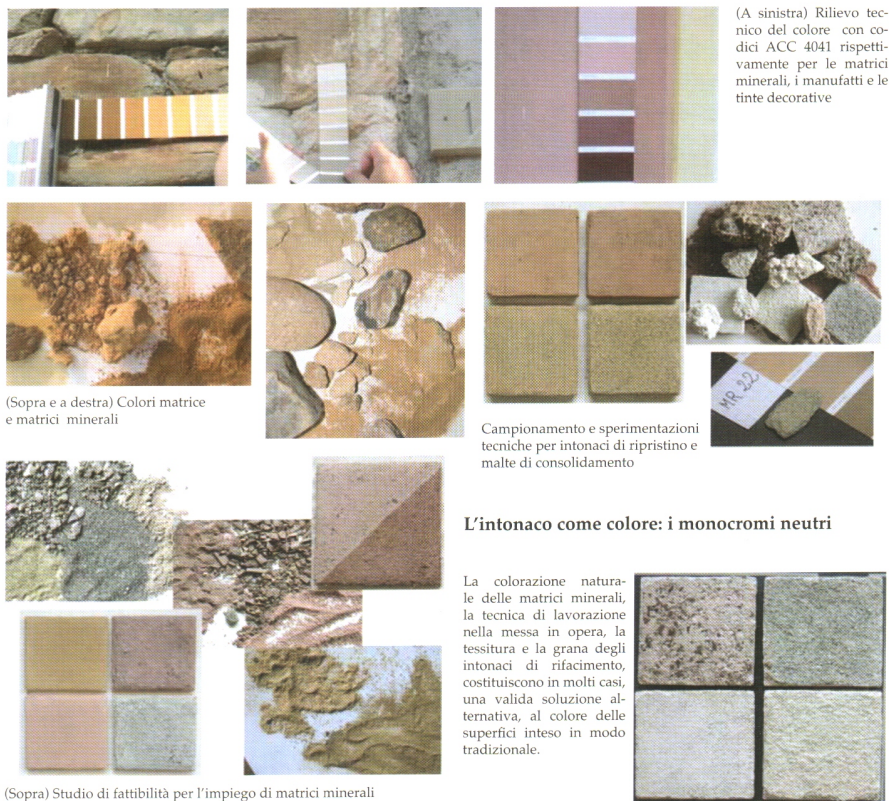 (A sinistra) Rilievo tec-
nico del colore con co-
dici ACC 4041 rispetti-
vamente per le matrici
minerali, i manufatti e le
tinte decorative
1
(Sopra e a destra) Colori matrice
e matrici minerali
MR 22
Campionamento e sperimentazioni
tecniche per intonaci di ripristino e
malte di consolidamento
L'intonaco come colore: i monocromi neutri
La colorazione natura-
le delle matrici minerali,
la tecnica di lavorazione
nella messa in opera, la
tessitura e la grana degli
intonaci di rifacimento,
costituiscono in molti casi,
una valida soluzione al-
ternativa, al colore delle
superfici inteso in modo
tradizionale.
(Sopra) Studio di fattibilità per l'impiego di matrici minerali